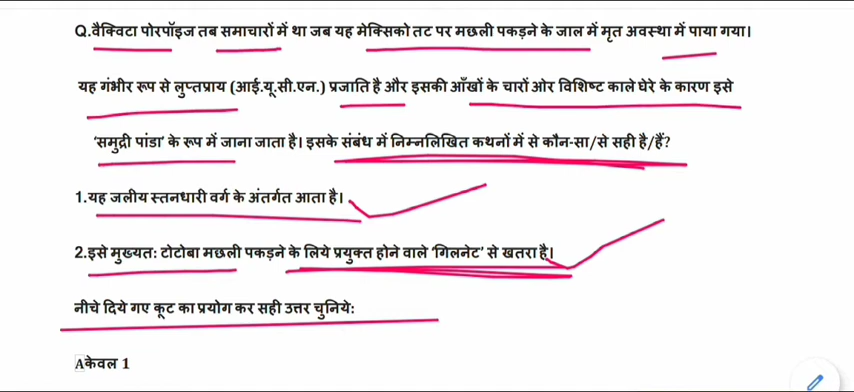 Q.वैक्विटा पोरपॉइज तब समाचारों में था जब यह मेक्सिको तट पर मछली पकड़ने के जाल में मृत अवस्था में पाया गया।
यह गंभीर रूप से लुप्तप्राय (आई.यू.सी.एन.) प्रजाति है और इसकी आँखों के चारों ओर विशिष्ट काले घेरे के कारण इसे
‘समुद्री पांडा’ के रूप में जाना जाता है। इसके संबंध में निम्नलिखित कथनों में से कौन-सा/से सही है/हैं?
1.यह जलीय स्तनधारी वर्ग के अंतर्गत आता है।
2.इसे मुख्यत: टोटोबा मछली पकड़ने के लिये प्रयुक्त होने वाले ‘गिलनेट’ से खतरा है।
नीचे दिये गए कूट का प्रयोग कर सही उत्तर चुनिये:
Aकेवल 1